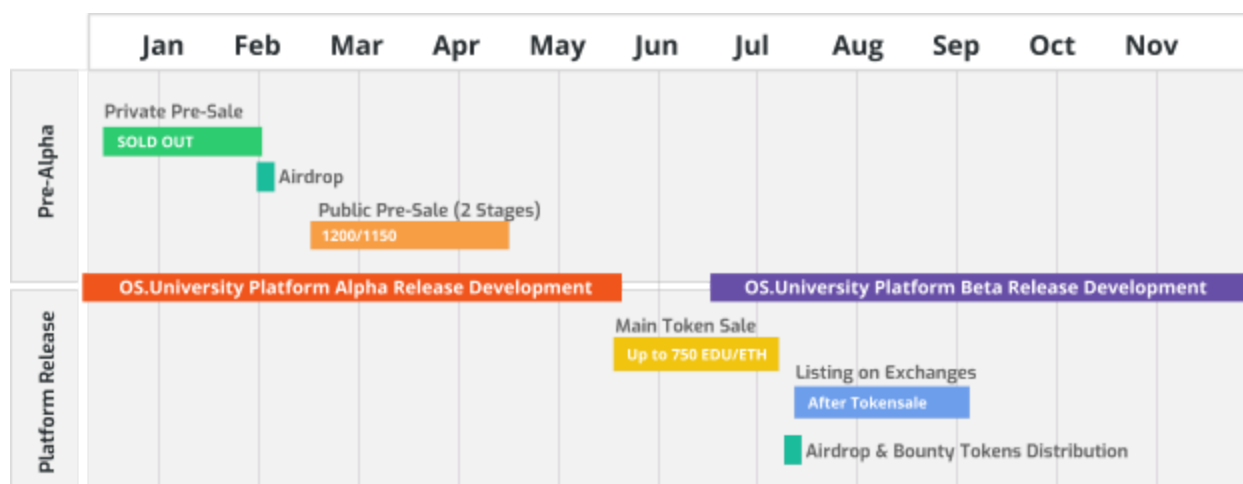 Jan Feb Mar Apr May Jun Jul Aug Sep Oct Nov
Pre-Alpha
Private Pre-Sale
SOLD OUT
Airdrop
Public Pre-Sale (2 Stages)
1200/1150
OS.University Platform Alpha Release Development
OS.University Platform Beta Release Development
Platform Release
Main Token Sale
Up to 750 EDU/ETH
Listing on Exchanges
After Tokensale
Airdrop & Bounty Tokens Distribution